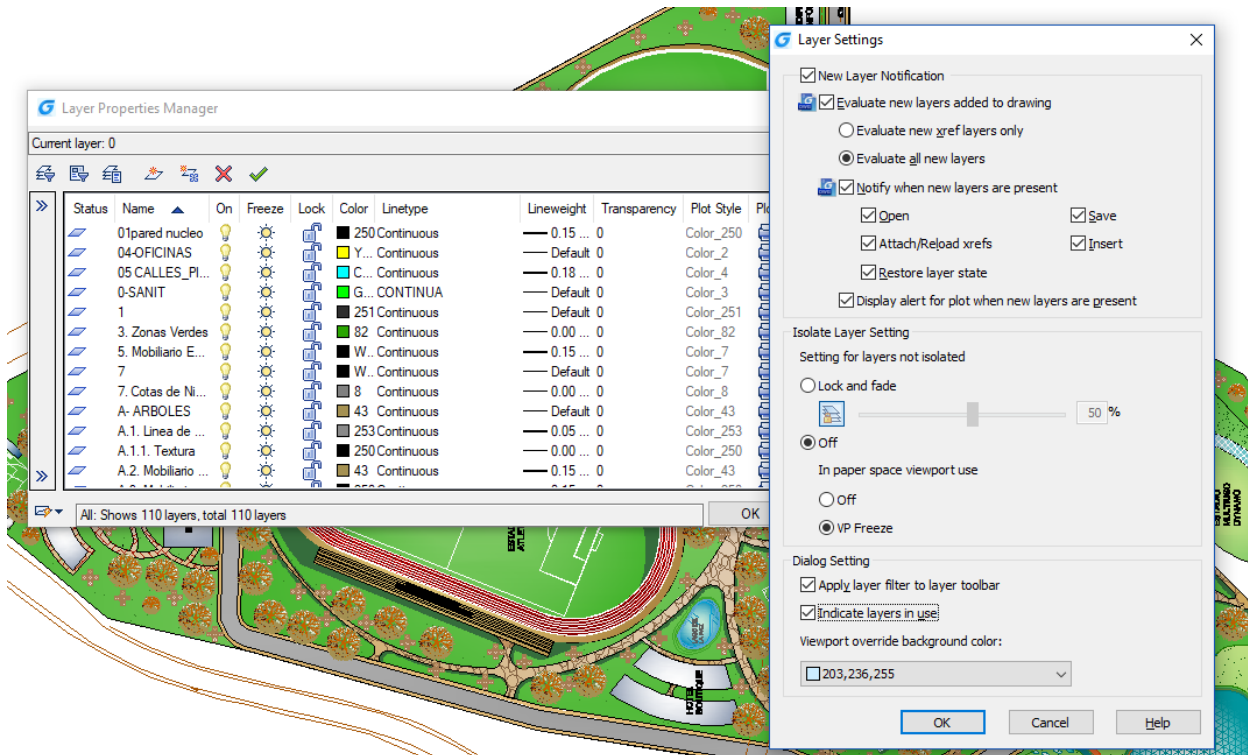 Layer Properties Manager
Current layer: 0
Status Name On Freeze Lock Color Linetype Lineweight Transparency Plot Style Plo
01pared nucleo 250 Continuous 0.15 ... 0 Color_250
04-OFICINAS Y... Continuous Default 0 Color_2
05 CALLES_PI... C... Continuous 0.18 ... 0 Color_4
0-SANIT G... CONTINUA Default 0 Color_3
1 251 Continuous Default 0 Color_251
3. Zonas Verdes 82 Continuous 0.00 ... 0 Color_82
5. Mobiliario E... W... Continuous 0.15 ... 0 Color_7
7 W... Continuous Default 0 Color_7
7. Cotas de Ni... 8 Continuous 0.00 ... 0 Color_8
A- ARBOLES 43 Continuous Default 0 Color_43
A.1. Linea de ... 253 Continuous 0.05 ... 0 Color_253
A.1.1. Textura 250 Continuous 0.00 ... 0 Color_250
A.2. Mobiliario ... 43 Continuous 0.15 ... 0 Color_43
All: Shows 110 layers, total 110 layers
OK
Layer Settings
New Layer Notification
Evaluate new layers added to drawing
Evaluate new xref layers only
Evaluate all new layers
Notify when new layers are present
Open Save
Attach/Reload xrefs Insert
Restore layer state
Display alert for plot when new layers are present
Isolate Layer Setting
Setting for layers not isolated
Lock and fade
50 %
Off
In paper space viewport use
Off
VP Freeze
Dialog Setting
Apply layer filter to layer toolbar
Indicate layers in use
Viewport override background color:
203,236,255
OK Cancel Help
HOTEL
BOUTIQUE
ESTADIO
MULTIUSO
DYNAMO